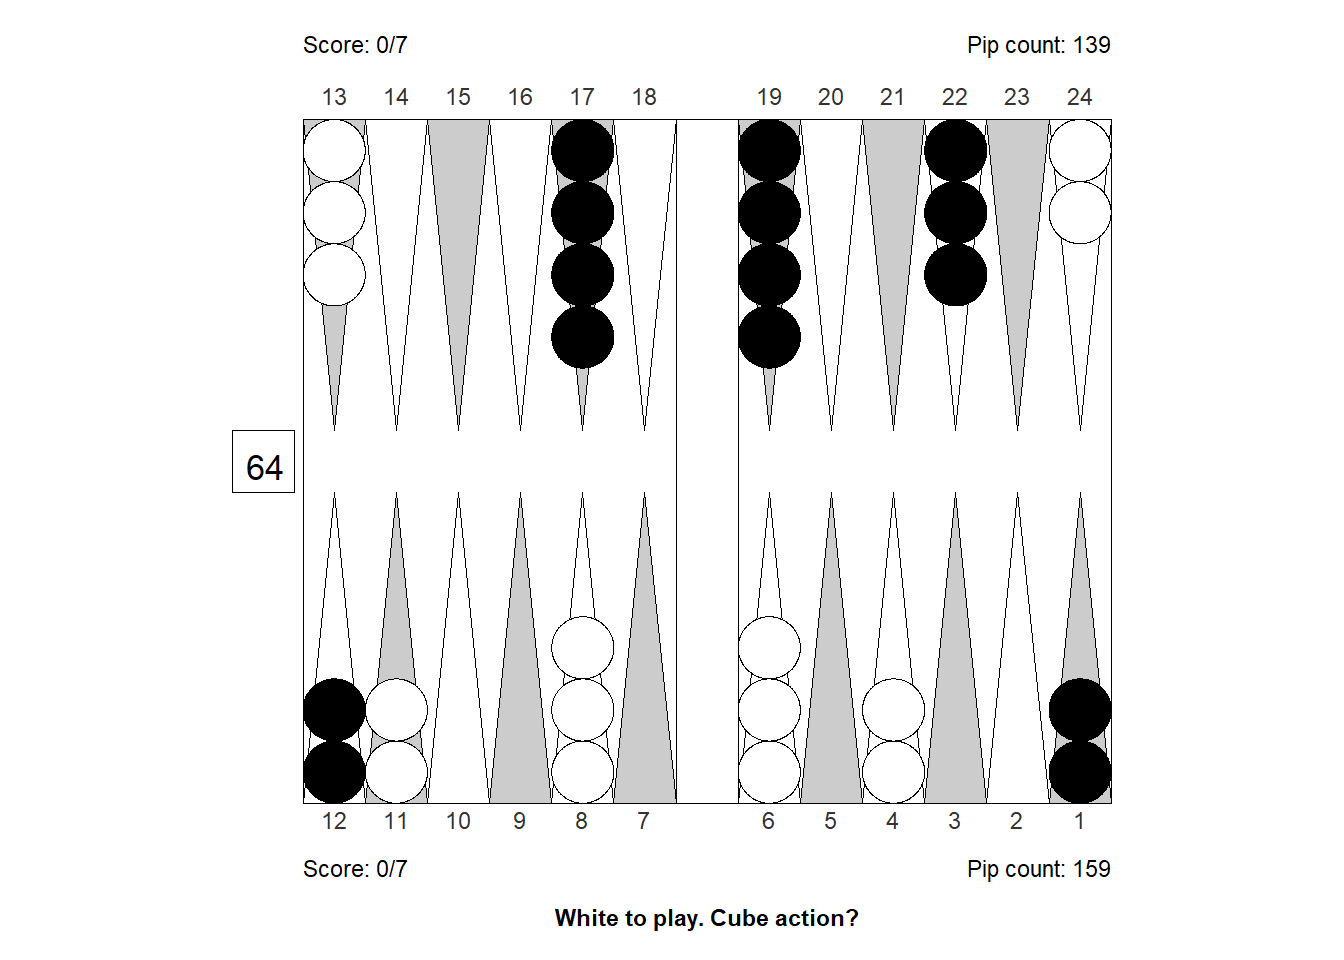 Score: 0/7 Pip count: 139
13 14 15 16 17 18 19 20 21 22 23 24
64
12 11 10 9 8 7 6 5 4 3 2 1
Score: 0/7 Pip count: 159
White to play. Cube action?